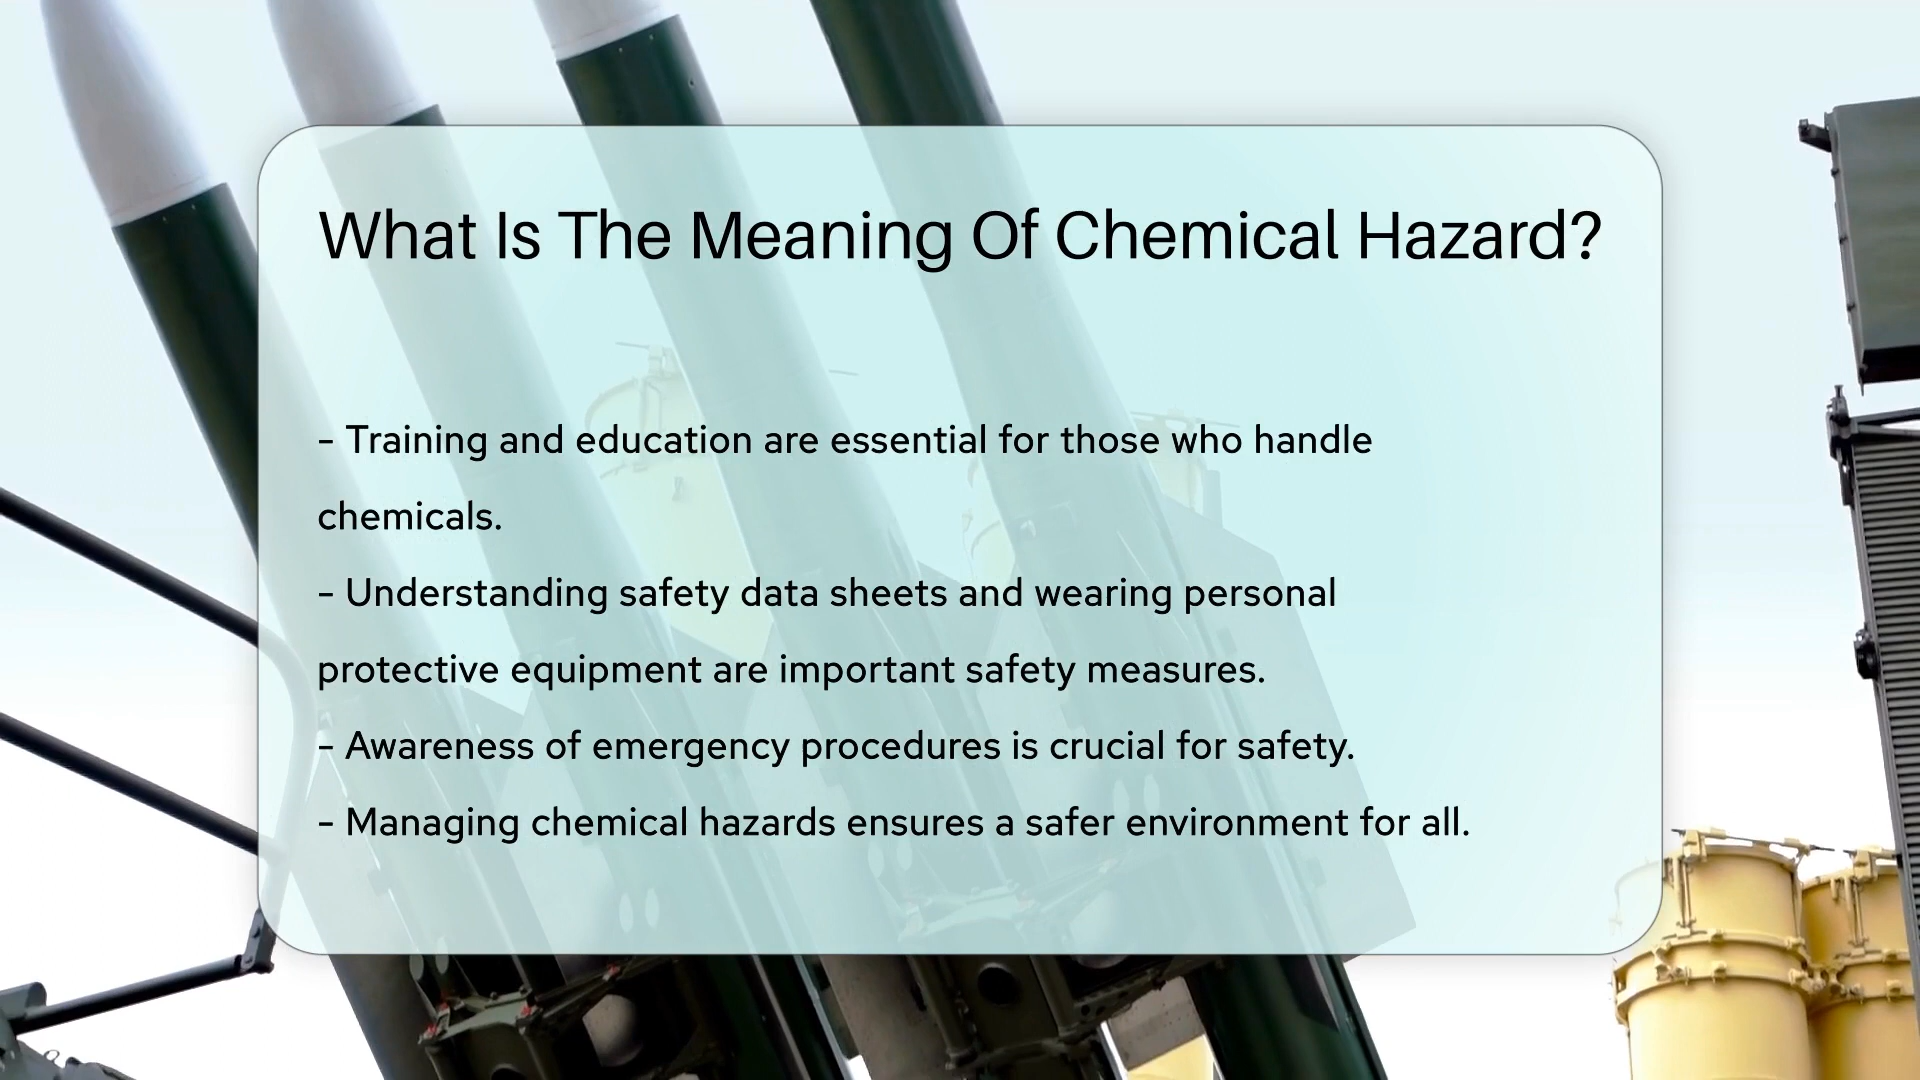 What Is The Meaning Of Chemical Hazard?
- Training and education are essential for those who handle
chemicals.
- Understanding safety data sheets and wearing personal
protective equipment are important safety measures.
- Awareness of emergency procedures is crucial for safety.
- Managing chemical hazards ensures a safer environment for all.